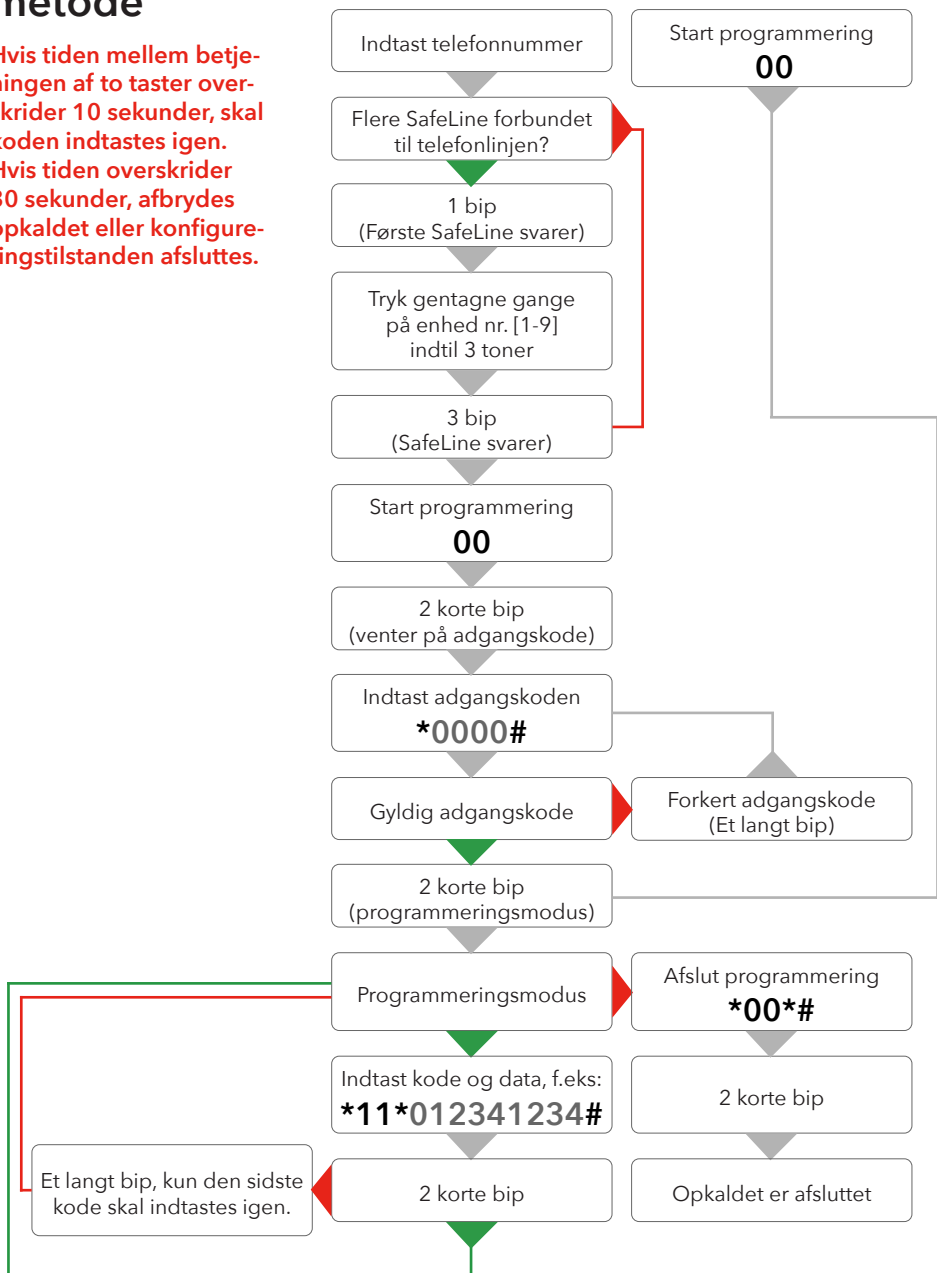 metode
Hvis tiden mellem betje-
ningen af to taster over-
skrider 10 sekunder, skal
koden indtastes igen.
Hvis tiden overskrider
30 sekunder, afbrydes
opkaldet eller konfigure-
ringstilstanden afsluttes.
Indtast telefonnummer
Flere SafeLine forbundet
til telefonlinjen?
1 bip
(Første SafeLine svarer)
Tryk gentagne gange
på enhed nr. [1-9]
indtil 3 toner
3 bip
(SafeLine svarer)
Start programmering
00
2 korte bip
(venter på adgangskode)
Indtast adgangskoden
*0000#
Gyldig adgangskode
2 korte bip
(programmeringsmodus)
Programmeringsmodus
Indtast kode og data, f.eks:
*11*012341234#
2 korte bip
Et langt bip, kun den sidste
kode skal indtastes igen.
Start programmering
00
Forkert adgangskode
(Et langt bip)
Afslut programmering
*00*#
2 korte bip
Opkaldet er afsluttet